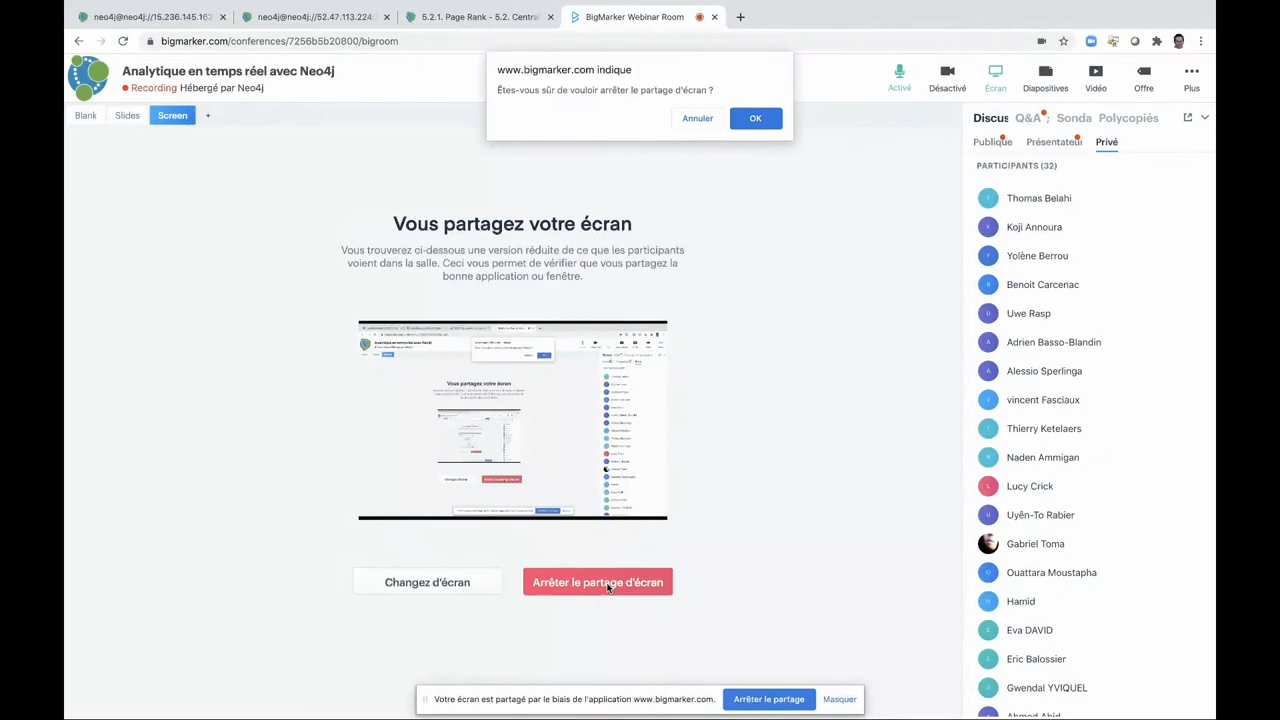 neo4j@neo4j://15.236.145.162
neo4j@neo4j://52.47.113.224:
5.2.1. Page Rank - 5.2. Central
BigMarker Webinar Room
bigmarker.com/conferences/7256b5b20800/bigroom
Analytique en temps réel avec Neo4j
Recording Hébergé par Neo4j
www.bigmarker.com indique
Êtes-vous sûr de vouloir arrêter le partage d'écran ?
Annuler
OK
Activé
Désactivé
Écran
Diapositives
Vidéo
Offre
Plus
Blank
Slides
Screen
+
Discus
Q&A
Sonda
Polycopiés
Publique
Présentateur
Privé
PARTICIPANTS (32)
Thomas Belahi
Koji Annoura
Yolène Berrou
Benoit Carcenac
Uwe Rasp
Adrien Basso-Blandin
Alessio Sperlinga
vincent Fasciaux
Thierry Ketelaers
Naden Ammigan
Lucy Crick
Uyên-To Rabier
Gabriel Toma
Ouattara Moustapha
Hamid
Eva DAVID
Eric Balossier
Gwendal YVIQUEL
Ahmed Abid
Vous partagez votre écran
Vous trouverez ci-dessous une version réduite de ce que les participants
voient dans la salle. Ceci vous permet de vérifier que vous partagez la
bonne application ou fenêtre.
Changez d'écran
Arrêter le partage d'écran
Votre écran est partagé par le biais de l'application www.bigmarker.com.
Arrêter le partage
Masquer